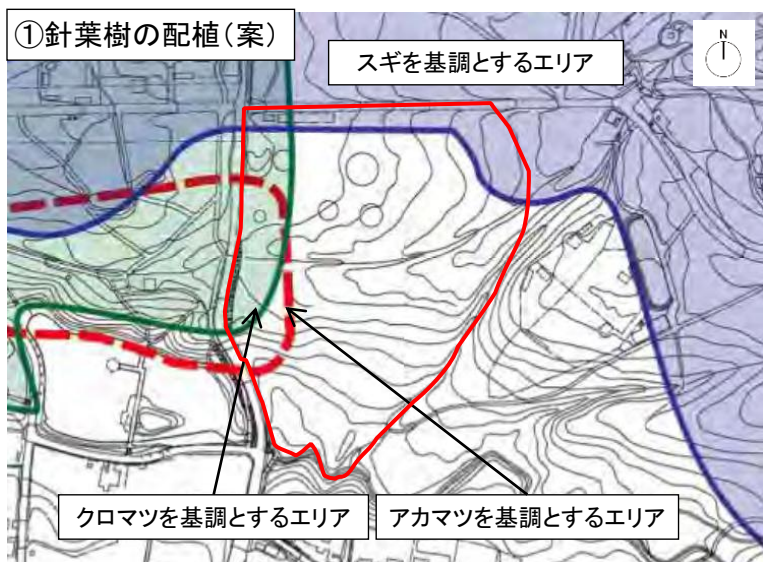 ①針葉樹の配植(案)
スギを基調とするエリア
N
クロマツを基調とするエリア
アカマツを基調とするエリア